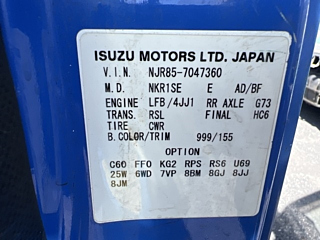 ISUZU MOTORS LTD. JAPAN
V.I.N. NJR85-7047360
M.D. NKR1SE E AD/BF
ENGINE LFB/4JJ1 RR AXLE G73
TRANS. RSL FINAL HC6
TIRE CWR
B.COLOR/TRIM 999/155
OPTION
C60 FF0 KG2 RPS RS6 U69
25W 6WD 7VP 8BM 8GJ 8JJ
8JM